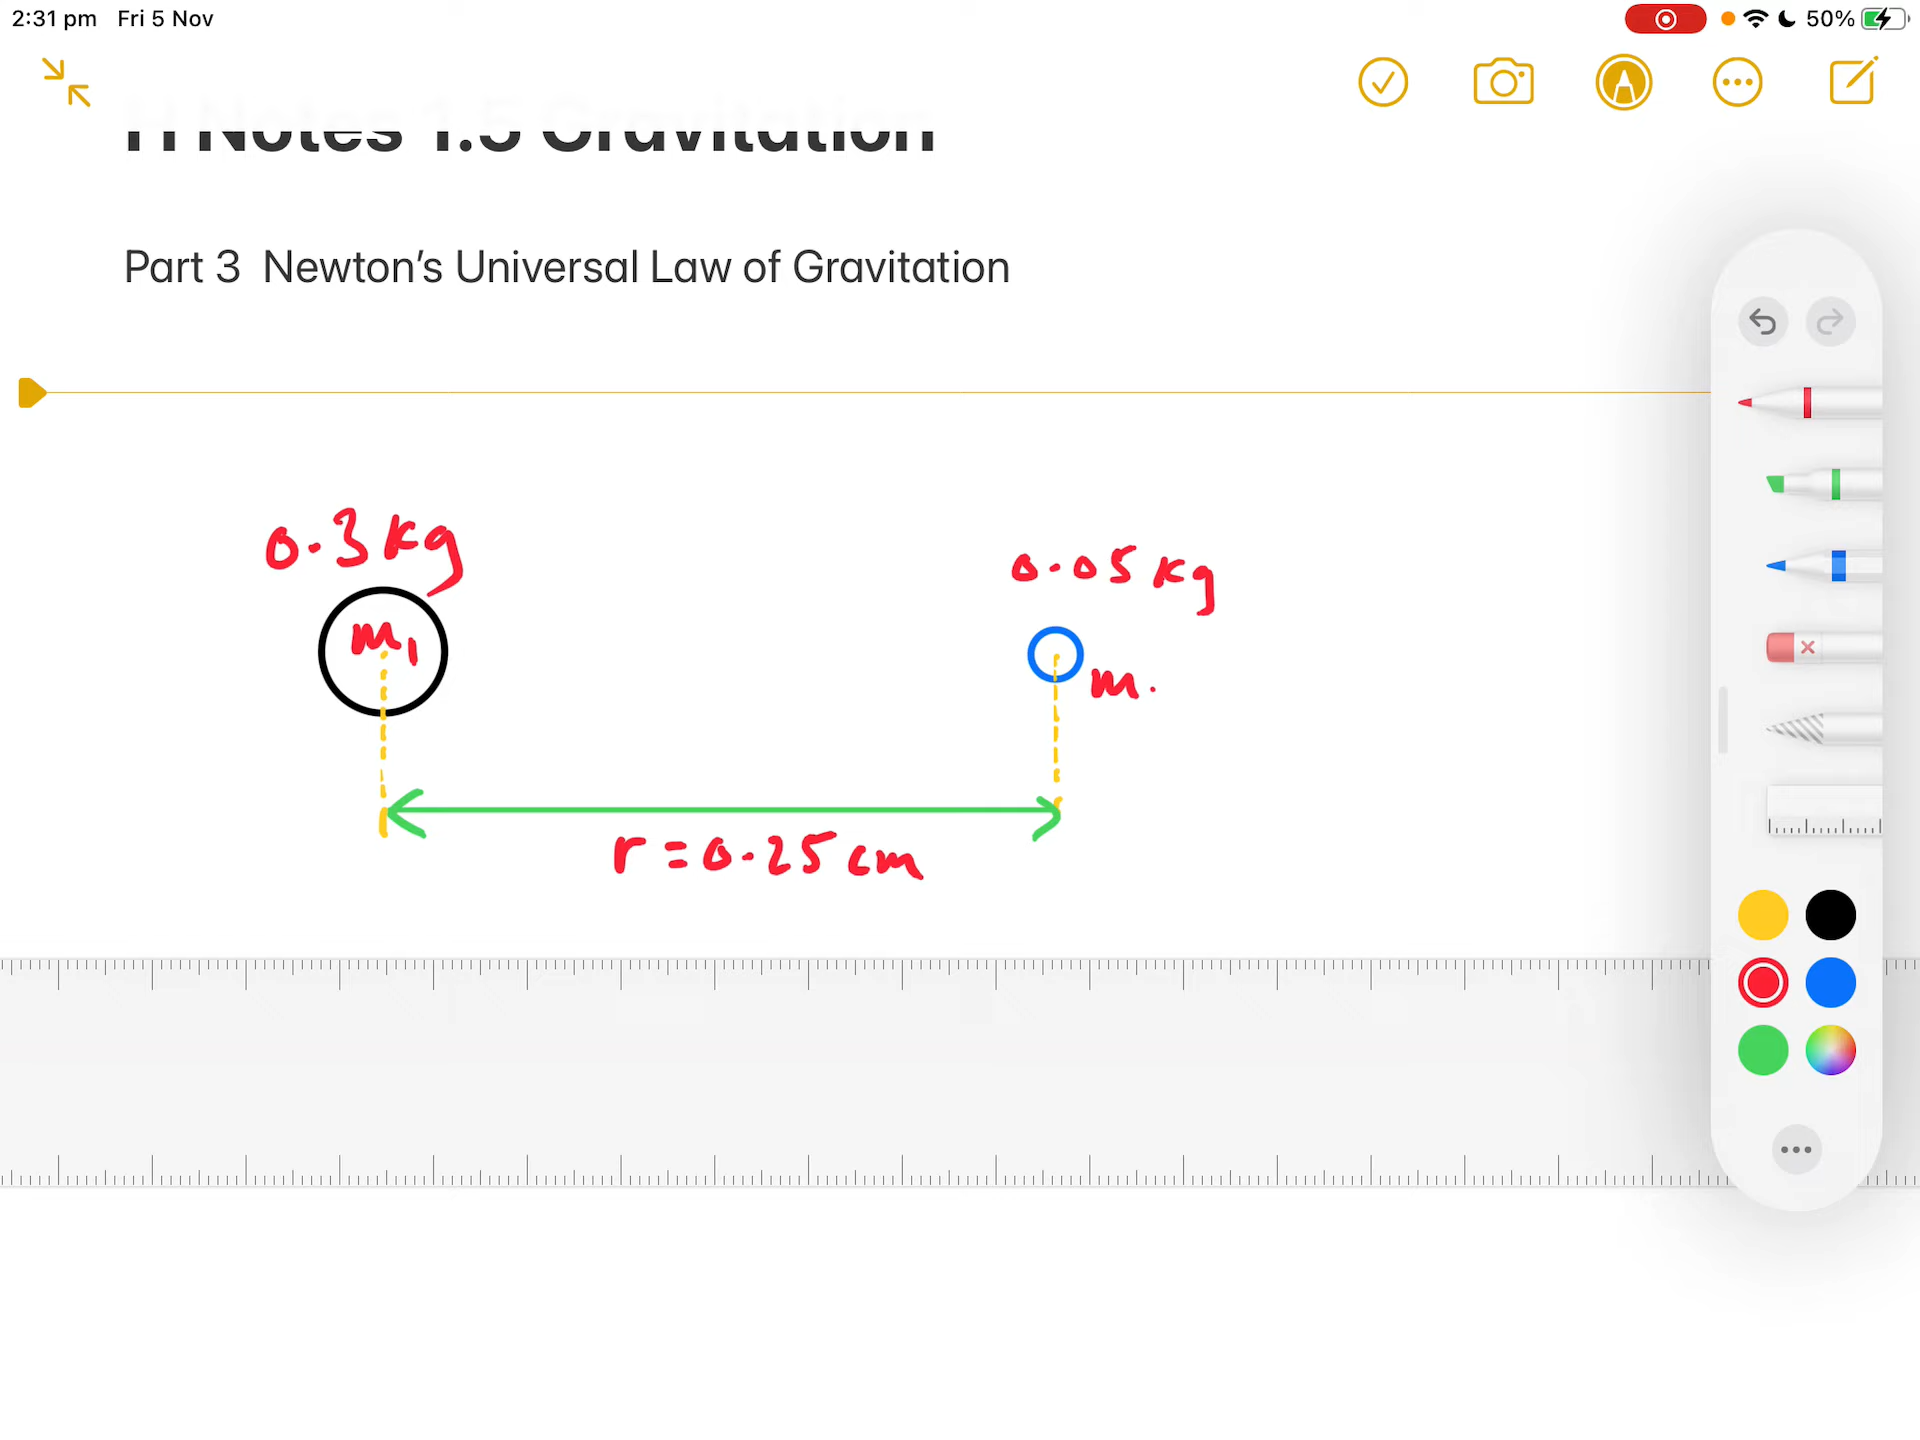 2:31 pm Fri 5 Nov
50%
H Notes 1.5 Gravitation
Part 3 Newton's Universal Law of Gravitation
0.3 kg
0.05 kg
m1
m.
r = 0.25 cm